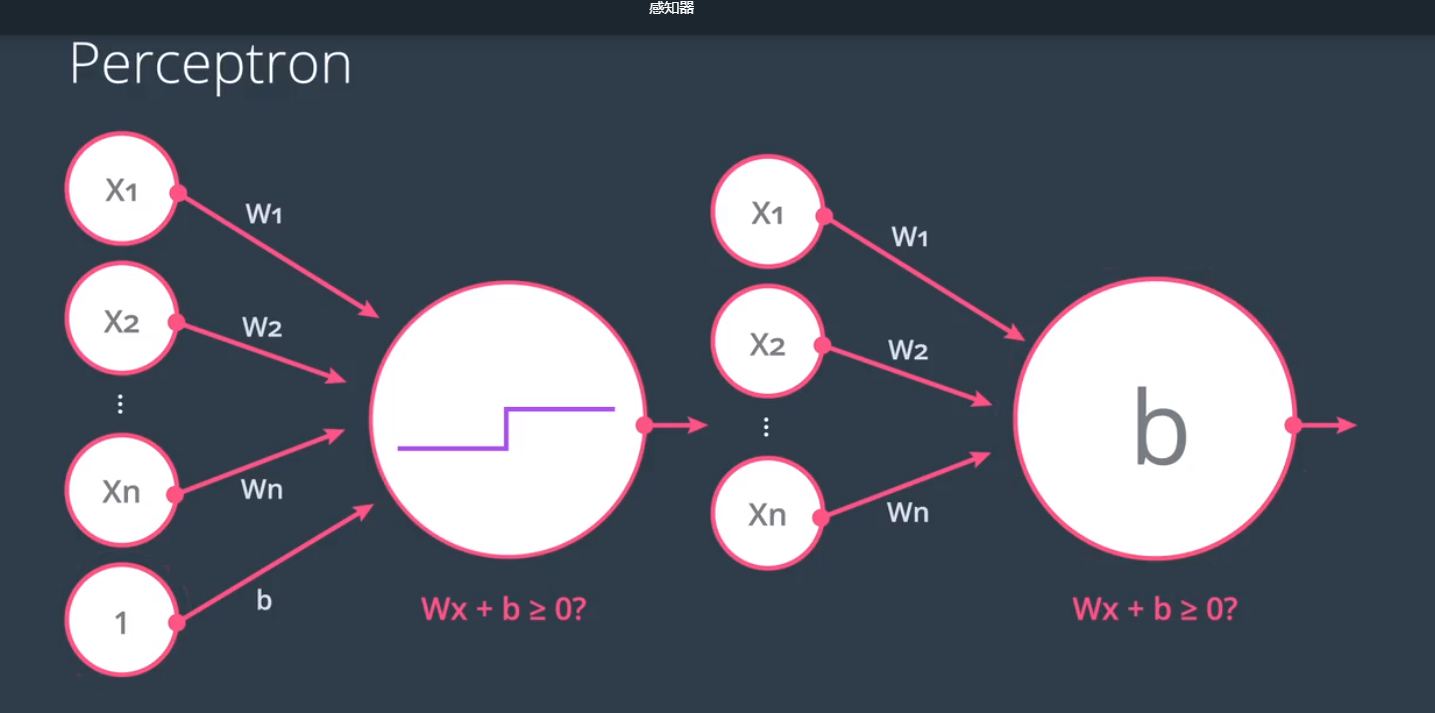 感知器
Perceptron
X1
W1
X2
W2
Xn
Wn
1
b
Wx + b ≥ 0?
X1
W1
X2
W2
Xn
Wn
b
Wx + b ≥ 0?